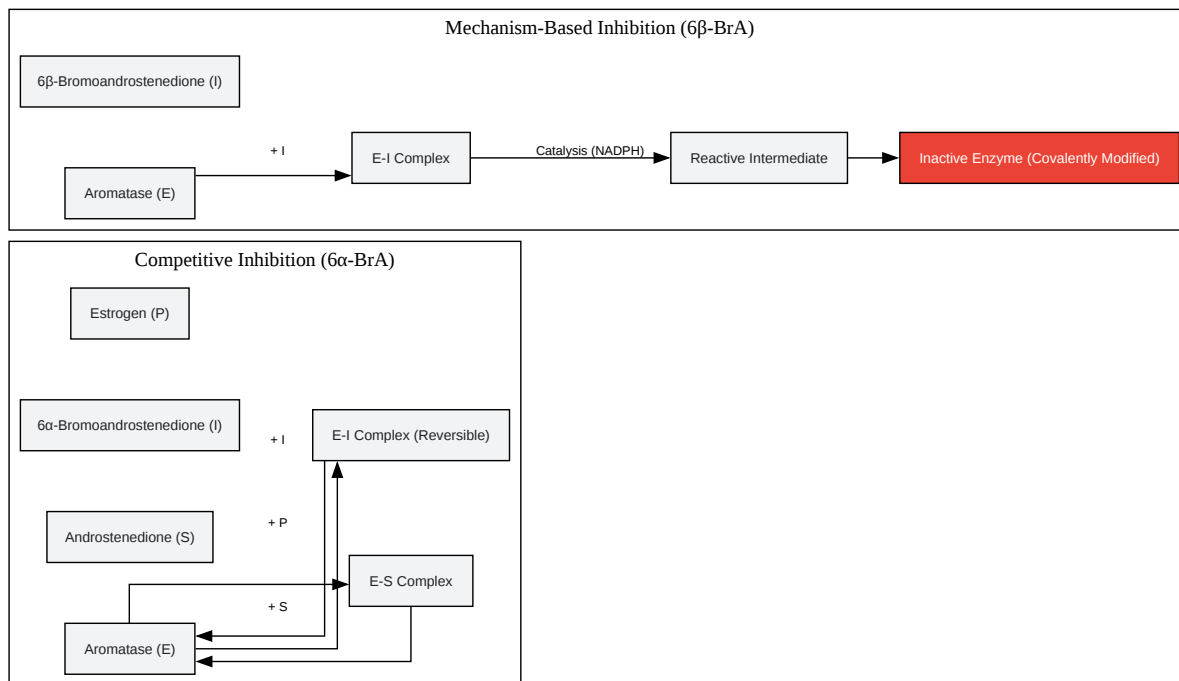 Mechanism-Based Inhibition (6β-BrA)
6β-Bromoandrostenedione (I)
+ I
E-I Complex
Catalysis (NADPH)
Reactive Intermediate
Inactive Enzyme (Covalently Modified)
Aromatase (E)
Competitive Inhibition (6α-BrA)
Estrogen (P)
6α-Bromoandrostenedione (I)
+ I
E-I Complex (Reversible)
Androstenedione (S)
+ P
E-S Complex
+ S
Aromatase (E)